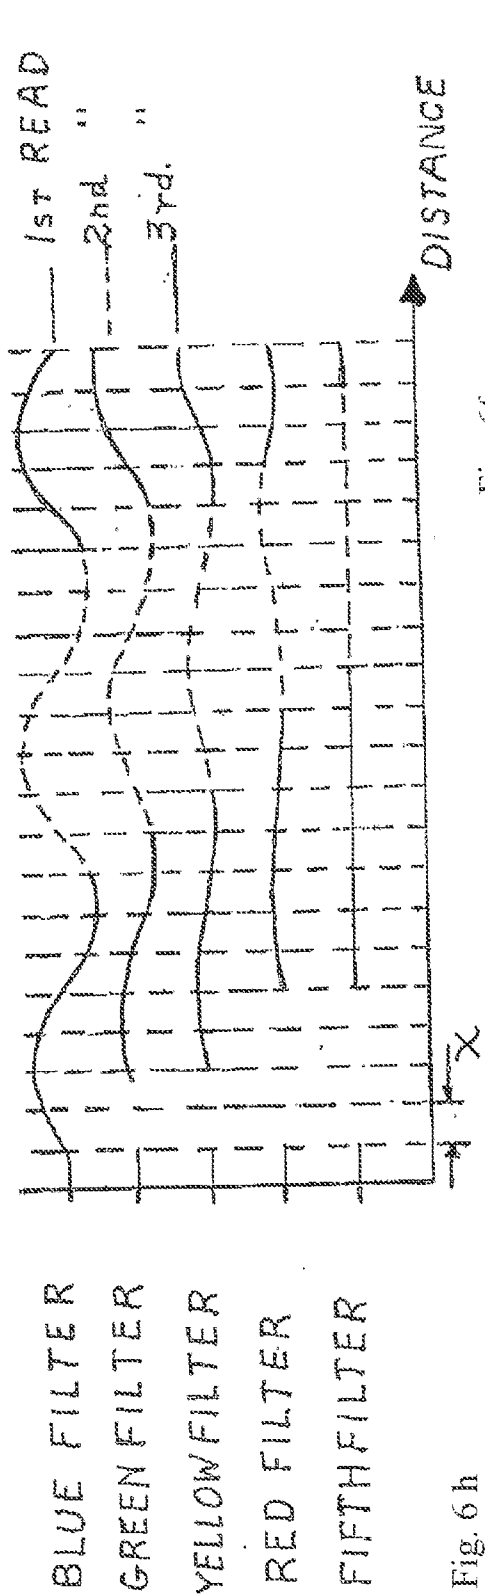 1ST READ
2nd "
3rd. "
BLUE FILTER
GREEN FILTER
YELLOW FILTER
RED FILTER
FIFTH FILTER
X
DISTANCE
Fig. 6h